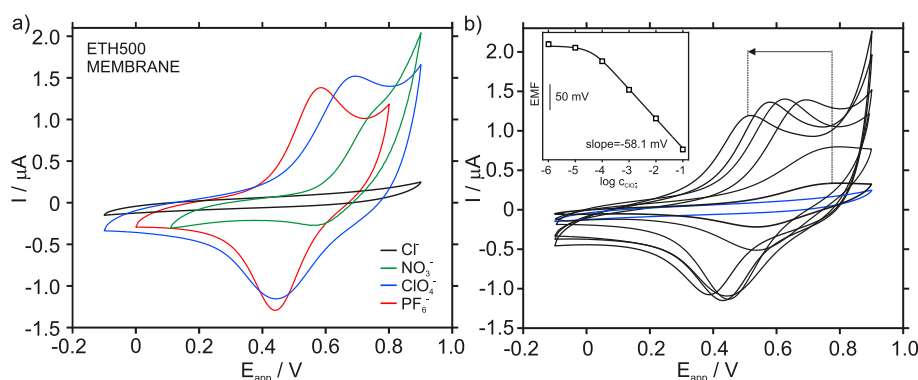 a)
ETH500
MEMBRANE
I / μA
2.0
1.5
1.0
0.5
0
-0.5
-1.0
-1.5
-0.2 0 0.2 0.4 0.6 0.8 1.0
E app / V
Cl⁻
NO₃⁻
ClO₄⁻
PF₆⁻
b)
I / μA
2.0
1.5
1.0
0.5
0
-0.5
-1.0
-1.5
-0.2 0 0.2 0.4 0.6 0.8 1.0
E app / V
EMF
50 mV
slope=-58.1 mV
-6 -5 -4 -3 -2 -1
log c